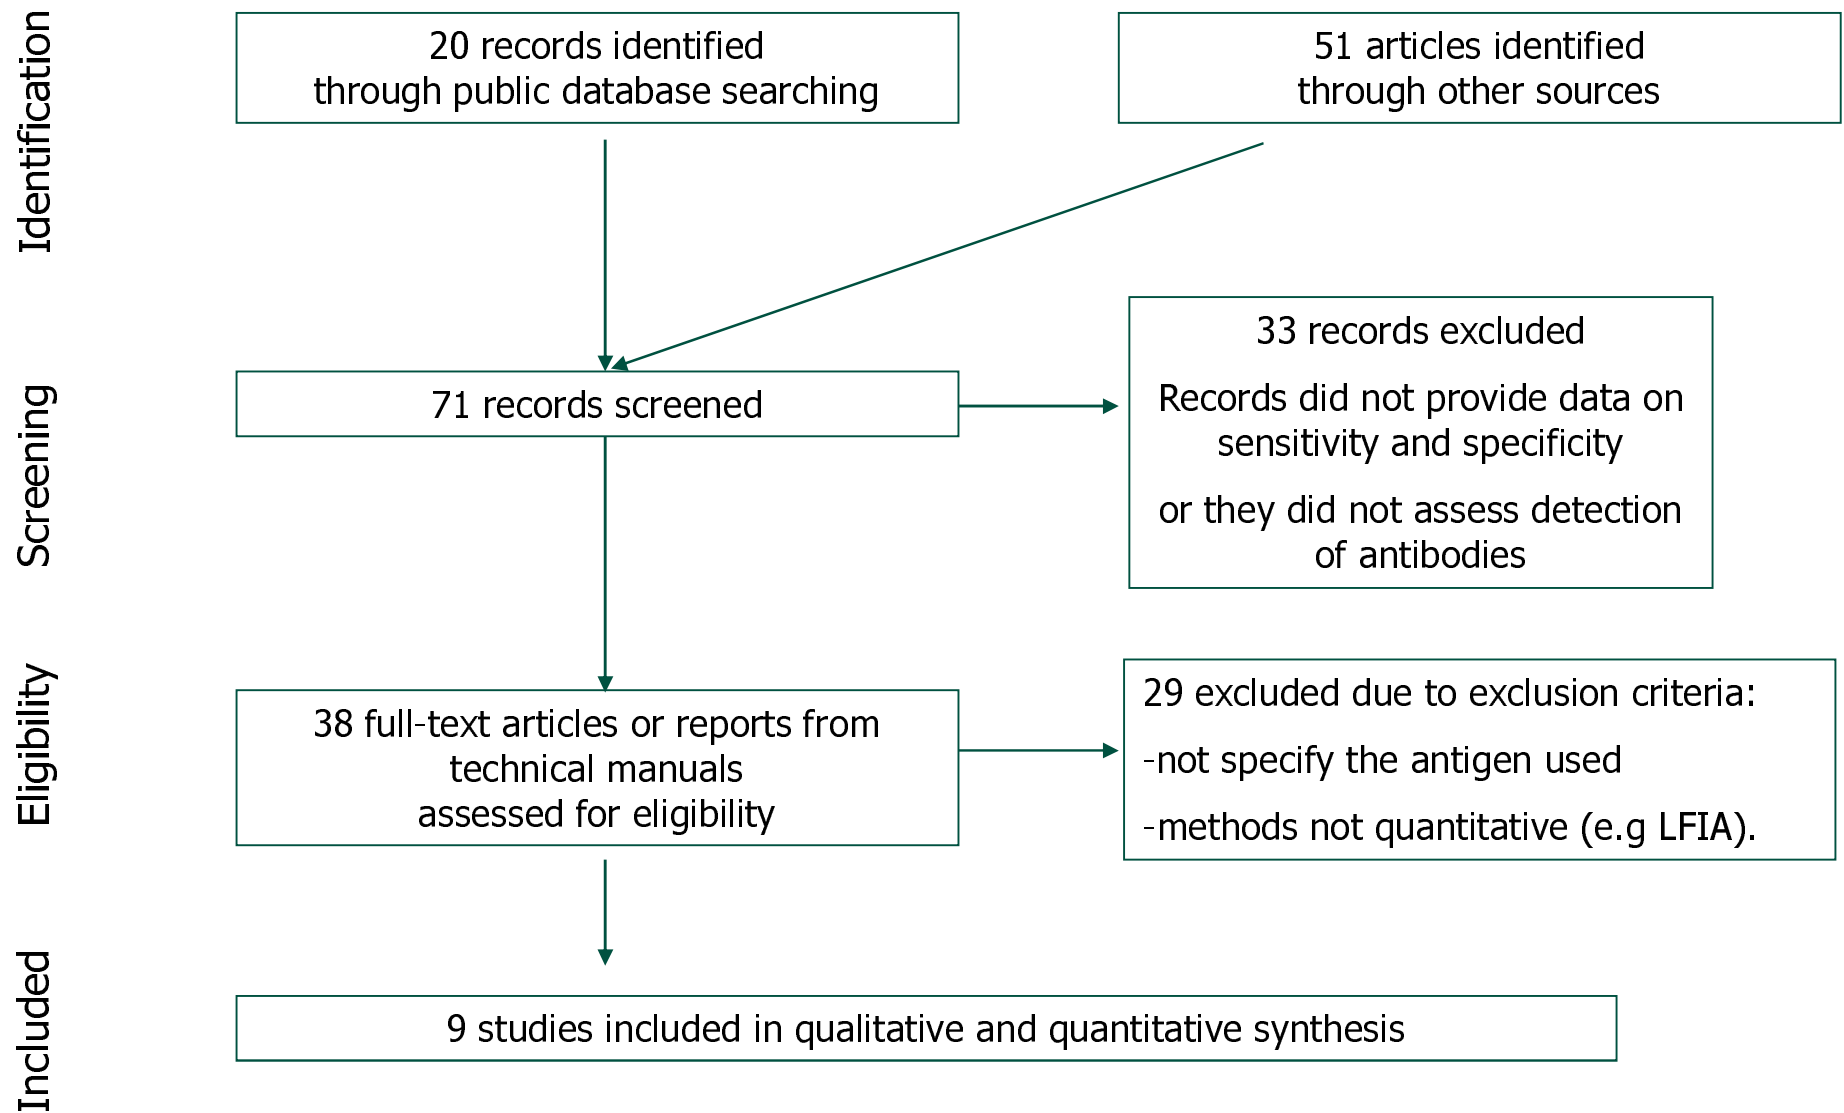 Identification
20 records identified
through public database searching
51 articles identified
through other sources
Screening
71 records screened
33 records excluded
Records did not provide data on
sensitivity and specificity
or they did not assess detection
of antibodies
Eligibility
38 full-text articles or reports from
technical manuals
assessed for eligibility
29 excluded due to exclusion criteria:
-not specify the antigen used
-methods not quantitative (e.g LFIA).
Included
9 studies included in qualitative and quantitative synthesis